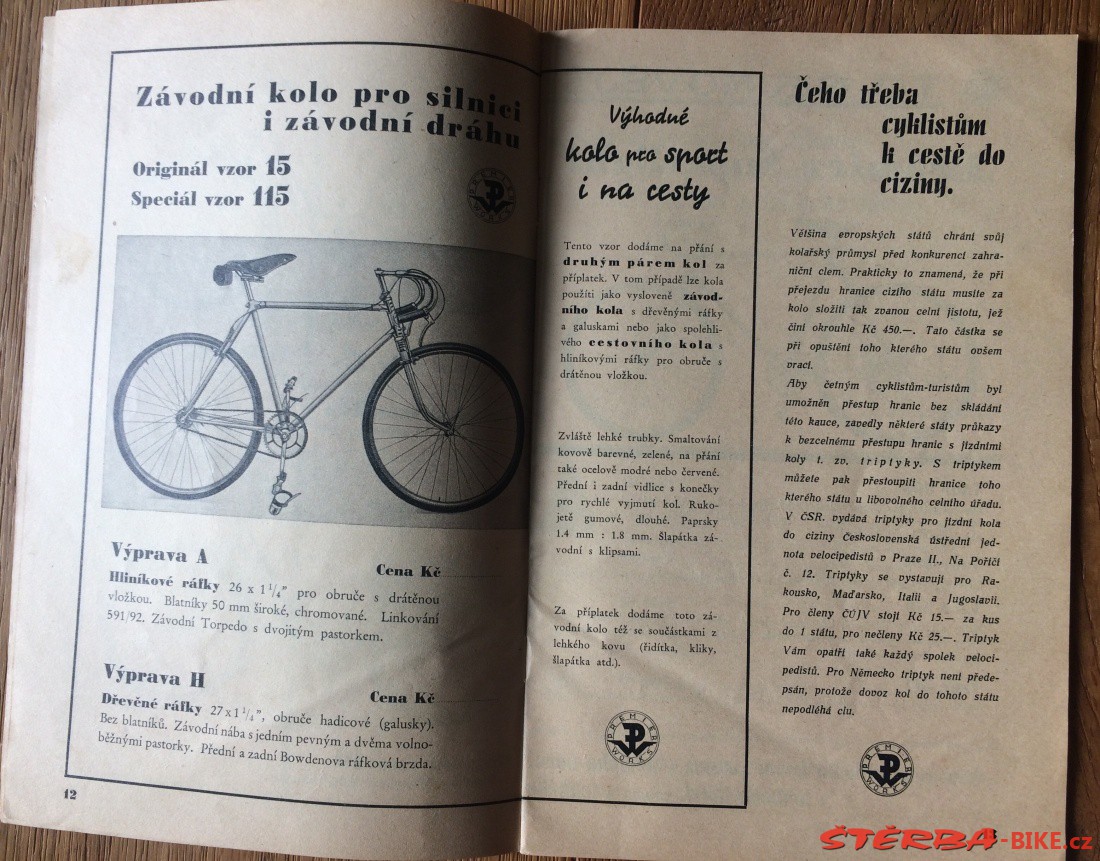 Závodní kolo pro silnici
i závodní dráhu
Originál vzor 15
Speciál vzor 115
PREMIER
WORKS
Výprava A
Cena Kč
Hliníkové ráfky 26 x 1 1/4" pro obruče s drátěnou
vložkou. Blatníky 50 mm široké, chromované. Linkování
591/92. Závodní Torpedo s dvojitým pastorkem.
Výprava H
Cena Kč
Dřevěné ráfky 27 x 1 1/4", obruče hadicové (galusky).
Bez blatníků. Závodní nába s jedním pevným a dvěma volno-
běžnými pastorky. Přední a zadní Bowdenova ráfková brzda.
12
Výhodné
kolo pro sport
i na cesty
Tento vzor dodáme na přání s
druhým párem kol za
příplatek. V tom případě lze kola
použíti jako vysloveně závod-
ního kola s dřevěnými ráfky
a galuskami nebo jako spolehli-
vého cestovního kola s
hliníkovými ráfky pro obruče s
drátěnou vložkou.
Zvláště lehké trubky. Smaltování
kovově barevné, zelené, na přání
také ocelově modré nebo červené.
Přední i zadní vidlice s konečky
pro rychlé vyjmutí kol. Ruko-
jetě gumové, dlouhé. Paprsky
1.4 mm : 1.8 mm. Šlapátka zá-
vodní s klipsami.
Za příplatek dodáme toto zá-
vodní kolo též se součástkami z
lehkého kovu (řidítka, kliky,
šlapátka atd.).
PREMIER
WORKS
Čeho třeba
cyklistům
k cestě do
ciziny.
Většina evropských států chrání svůj
kolařský průmysl před konkurencí zahra-
niční clem. Prakticky to znamená, že při
přejezdu hranice cizího státu musíte za
kolo složiti tak zvanou celní jistotu, jež
činí okrouhle Kč 450.—. Tato částka se
při opuštění toho kterého státu ovšem
vrací.
Aby četným cyklistům-turistům byl
umožněn přestup hranic bez skládání
této kauce, zavedly některé státy průkazy
k bezcelnému přestupu hranic s jízdními
koly t. zv. triptyky. S triptykem
můžete pak přestoupiti hranice toho
kterého státu u libovolného celního úřadu.
V ČSR. vydává triptyky pro jízdní kola
do ciziny Československá ústřední jed-
nota velocipedistů v Praze II., Na Poříčí
č. 12. Triptyky se vystavují pro Ra-
kousko, Maďarsko, Italii a Jugoslavii.
Pro členy ČÚJV stojí Kč 15.— za kus
do 1 státu, pro nečleny Kč 25.—. Triptyk
Vám opatří také každý spolek veloci-
pedistů. Pro Německo triptyk není přede-
psán, protože dovoz kol do tohoto státu
nepodléhá clu.
PREMIER
WORKS
ŠTĚRBA-BIKE.cz